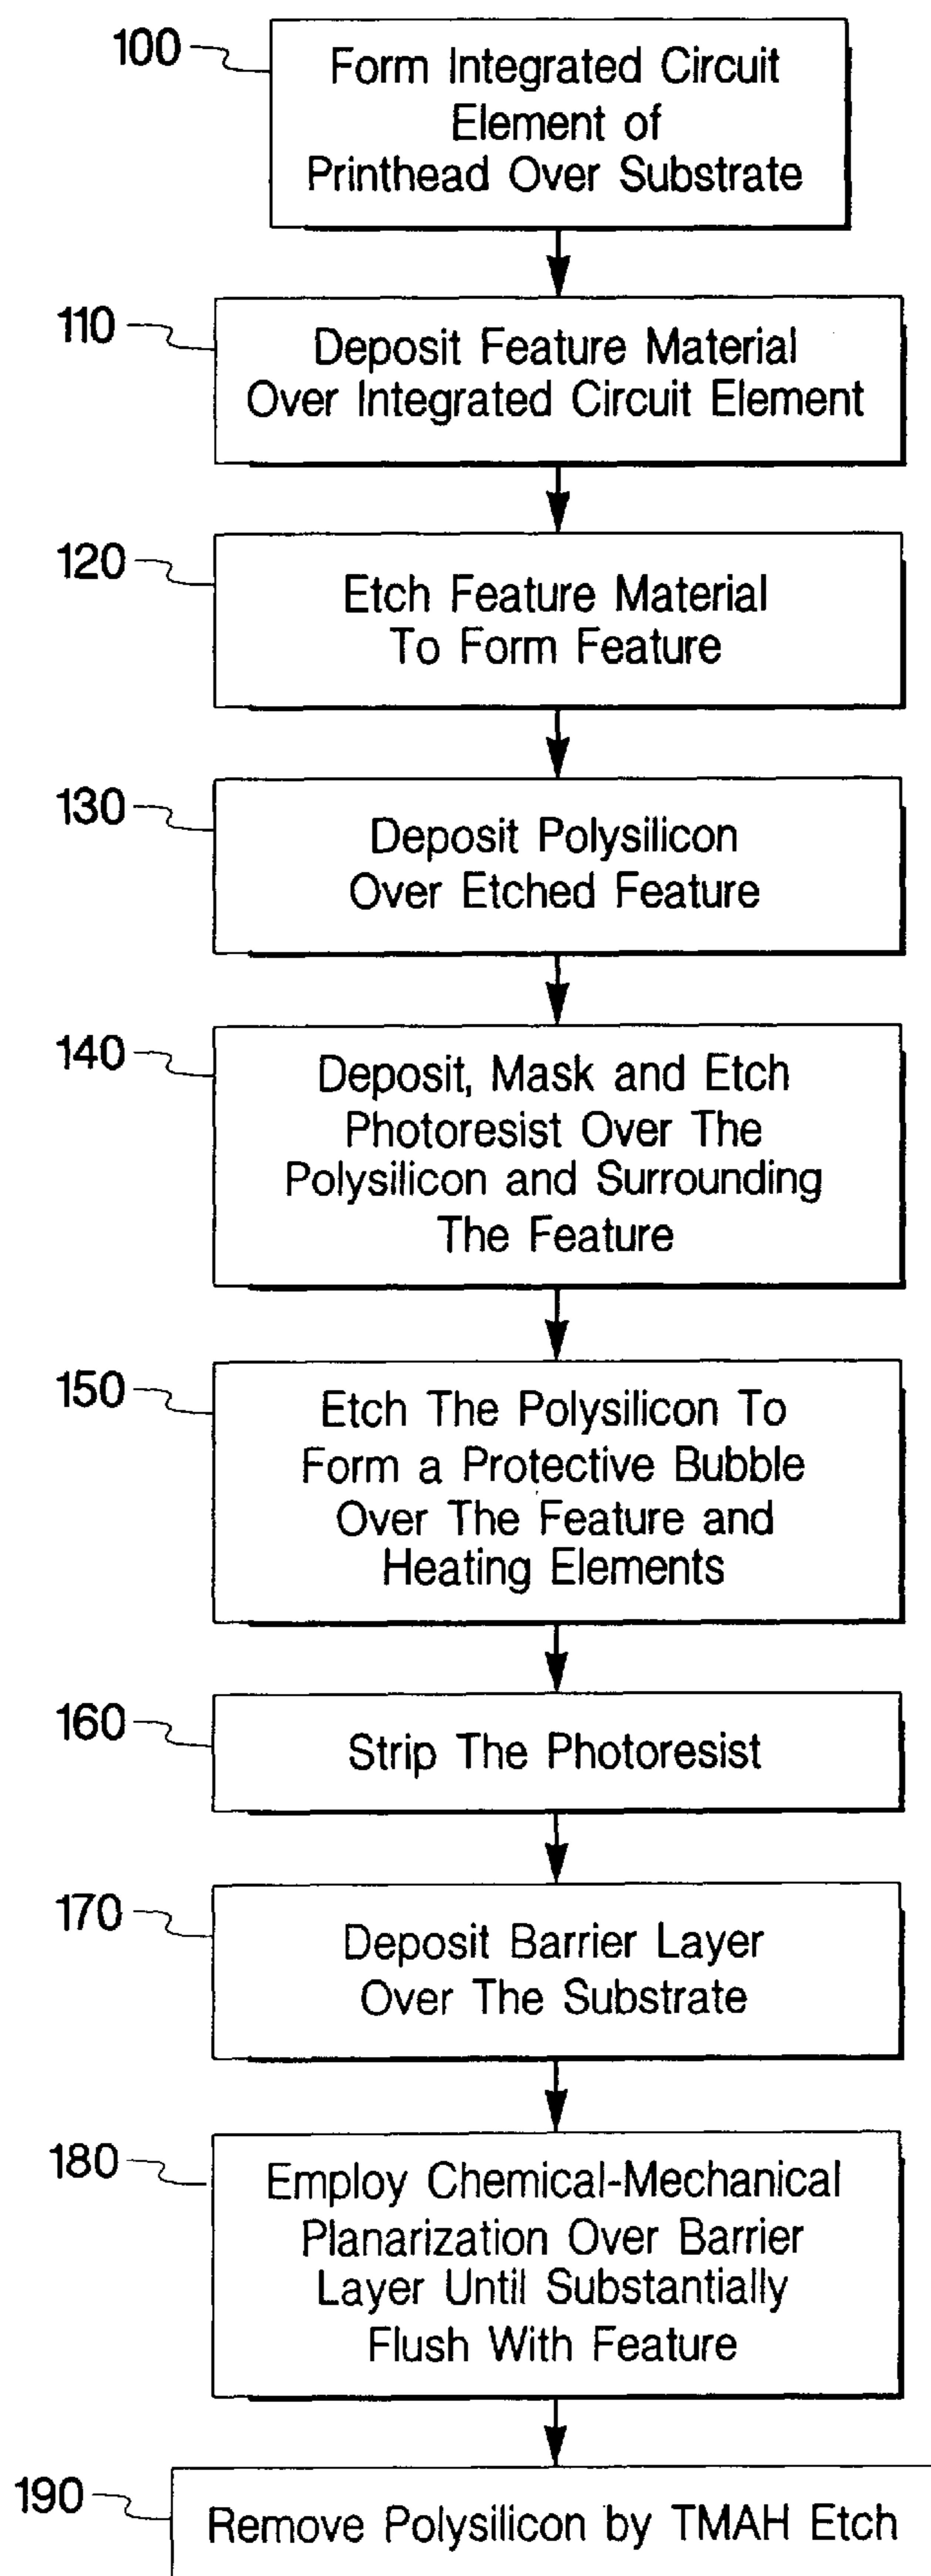 100
Form Integrated Circuit
Element of
Printhead Over Substrate
110
Deposit Feature Material
Over Integrated Circuit Element
120
Etch Feature Material
To Form Feature
130
Deposit Polysilicon
Over Etched Feature
140
Deposit, Mask and Etch
Photoresist Over The
Polysilicon and Surrounding
The Feature
150
Etch The Polysilicon To
Form a Protective Bubble
Over The Feature and
Heating Elements
160
Strip The Photoresist
170
Deposit Barrier Layer
Over The Substrate
180
Employ Chemical-Mechanical
Planarization Over Barrier
Layer Until Substantially
Flush With Feature
190
Remove Polysilicon by TMAH Etch